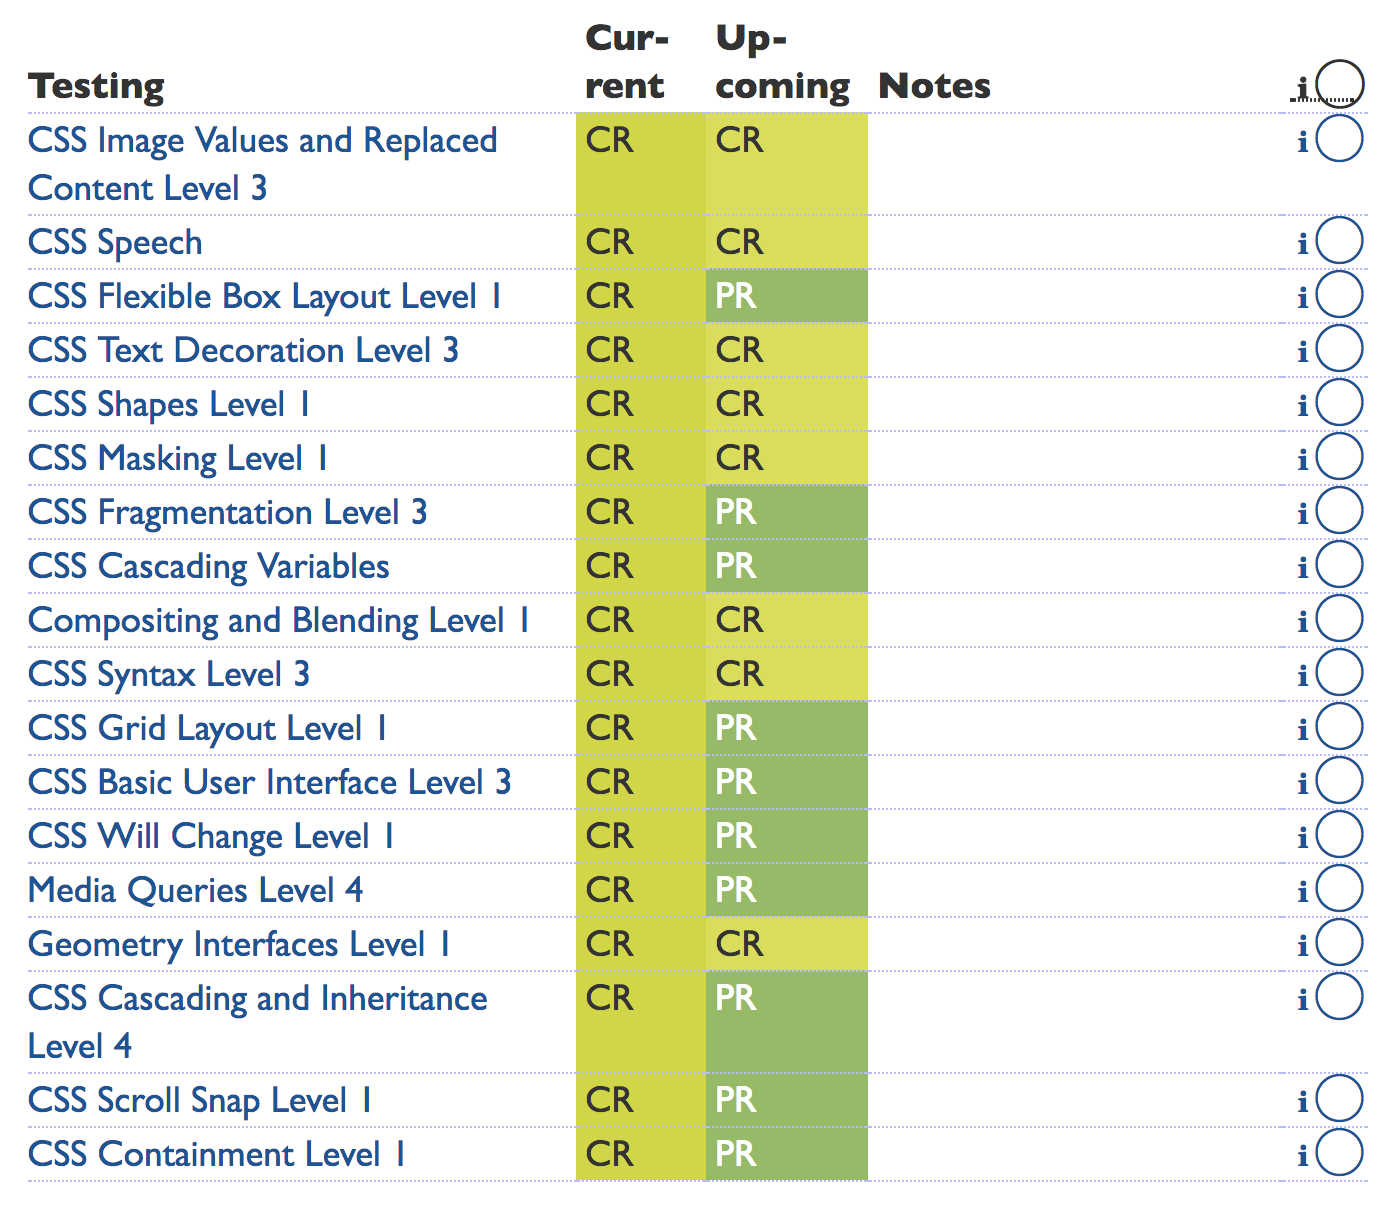 Testing Cur-rent Up-coming Notes i
CSS Image Values and Replaced CR CR i
Content Level 3
CSS Speech CR CR i
CSS Flexible Box Layout Level 1 CR PR i
CSS Text Decoration Level 3 CR CR i
CSS Shapes Level 1 CR CR i
CSS Masking Level 1 CR CR i
CSS Fragmentation Level 3 CR PR i
CSS Cascading Variables CR PR i
Compositing and Blending Level 1 CR CR i
CSS Syntax Level 3 CR CR i
CSS Grid Layout Level 1 CR PR i
CSS Basic User Interface Level 3 CR PR i
CSS Will Change Level 1 CR PR i
Media Queries Level 4 CR PR i
Geometry Interfaces Level 1 CR CR i
CSS Cascading and Inheritance CR PR i
Level 4
CSS Scroll Snap Level 1 CR PR i
CSS Containment Level 1 CR PR i